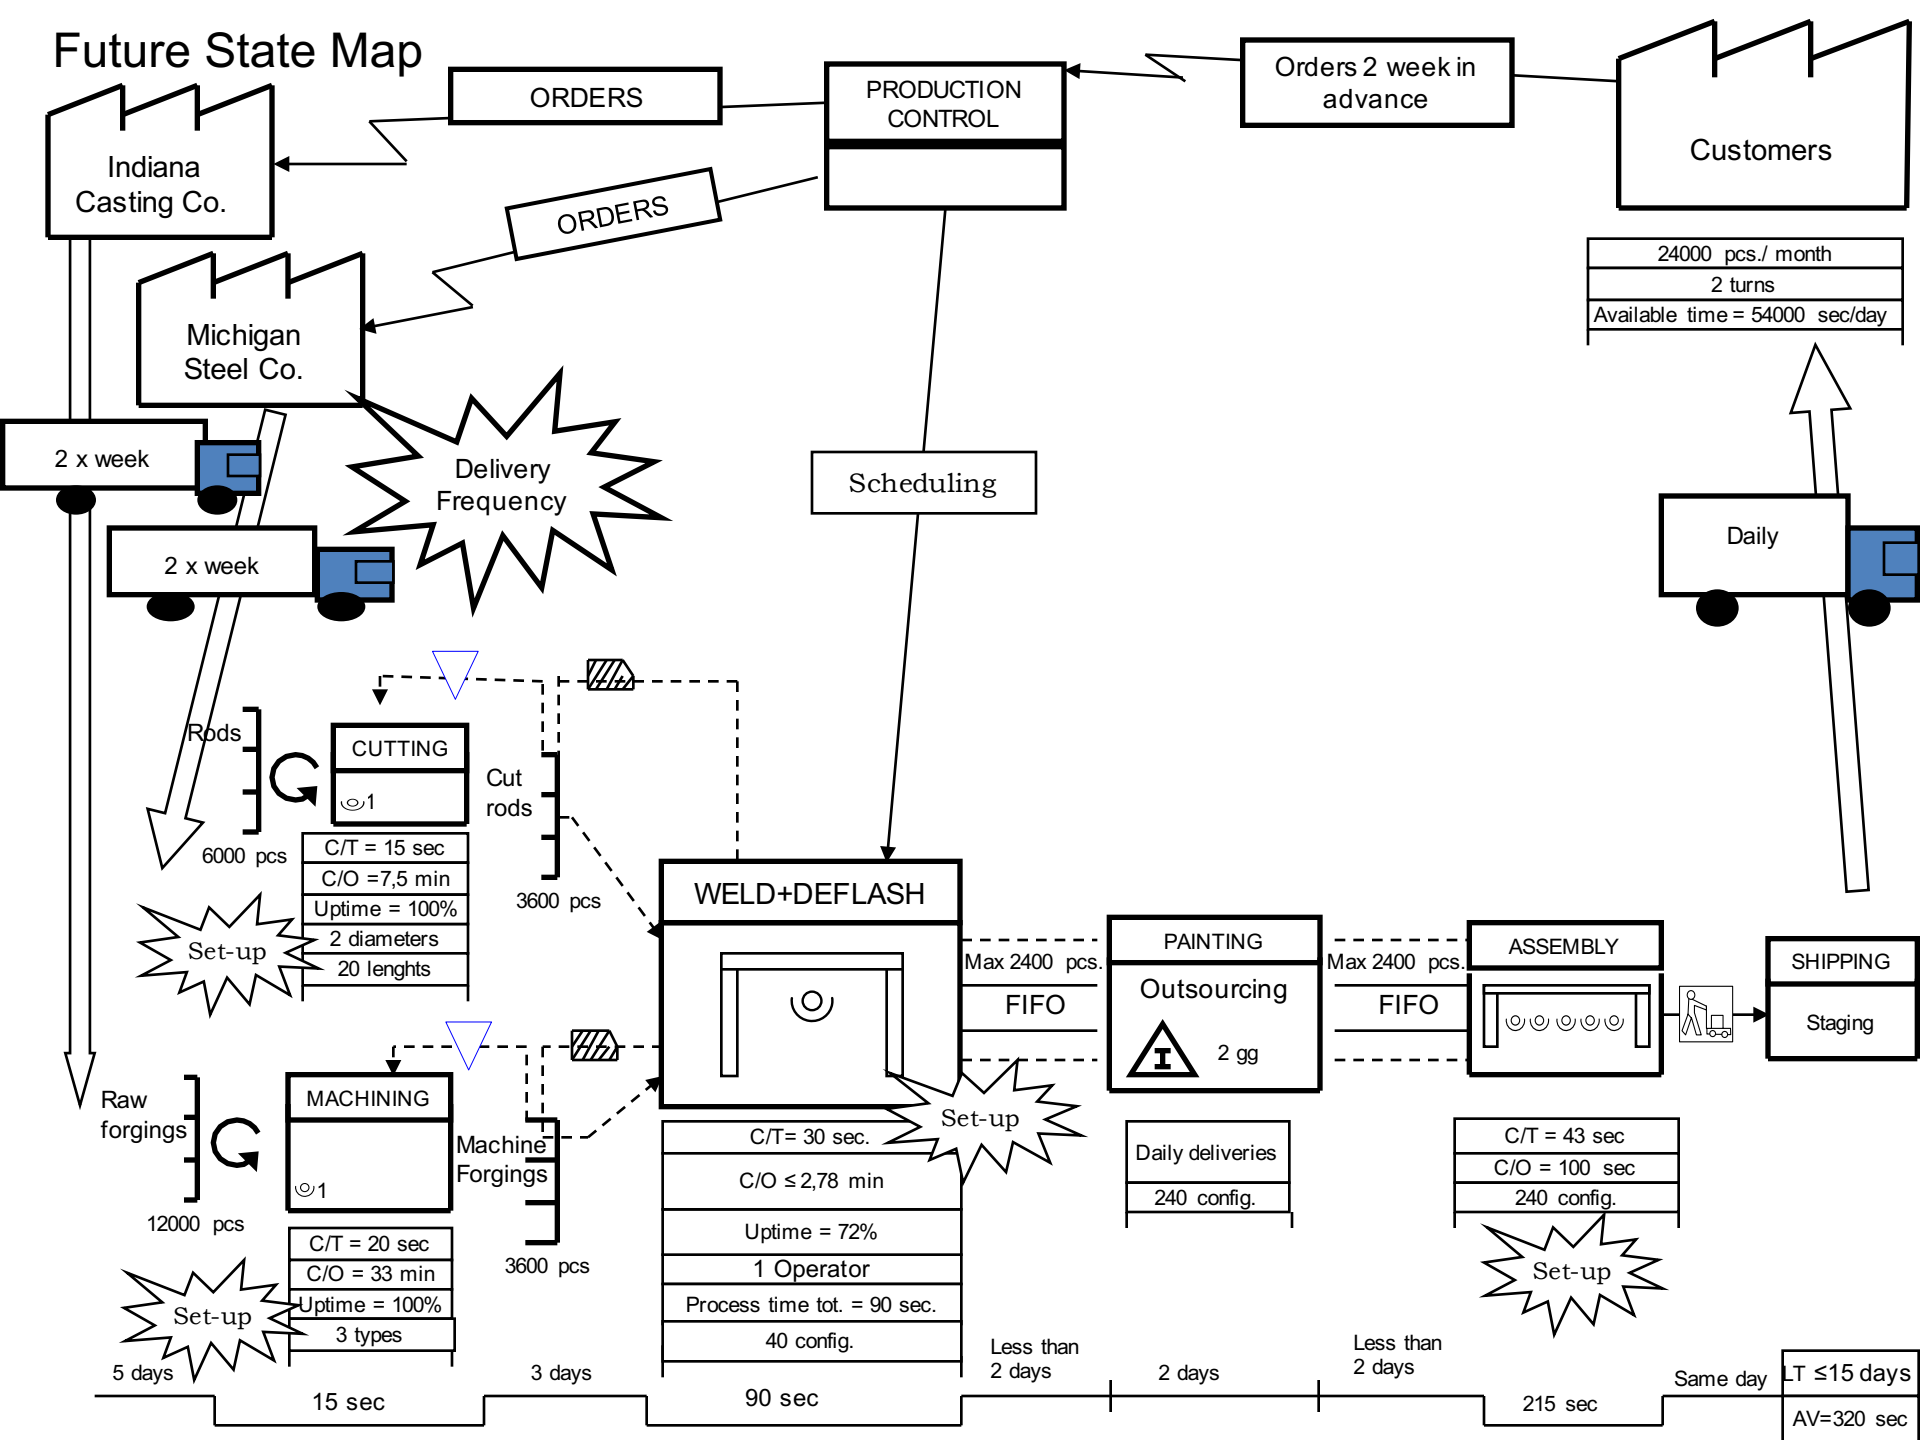 Future State Map
ORDERS
PRODUCTION
CONTROL
Orders 2 week in
advance
Customers
Indiana
Casting Co.
ORDERS
24000 pcs./ month
2 turns
Available time = 54000 sec/day
Michigan
Steel Co.
2 x week
Delivery
Frequency
Scheduling
Daily
2 x week
Rods
CUTTING
1
Cut
rods
6000 pcs
C/T = 15 sec
C/O =7,5 min
Uptime = 100%
2 diameters
20 lenghts
Set-up
3600 pcs
WELD+DEFLASH
Max 2400 pcs.
FIFO
PAINTING
Outsourcing
I
2 gg
Max 2400 pcs.
FIFO
ASSEMBLY
SHIPPING
Staging
Raw
forgings
MACHINING
1
Machine
Forgings
12000 pcs
C/T = 20 sec
C/O = 33 min
Uptime = 100%
3 types
Set-up
3600 pcs
Set-up
C/T= 30 sec.
C/O ≤ 2,78 min
Uptime = 72%
1 Operator
Process time tot. = 90 sec.
40 config.
Daily deliveries
240 config.
C/T = 43 sec
C/O = 100 sec
240 config.
Set-up
5 days
15 sec
3 days
90 sec
Less than
2 days
2 days
Less than
2 days
215 sec
Same day
LT ≤15 days
AV=320 sec